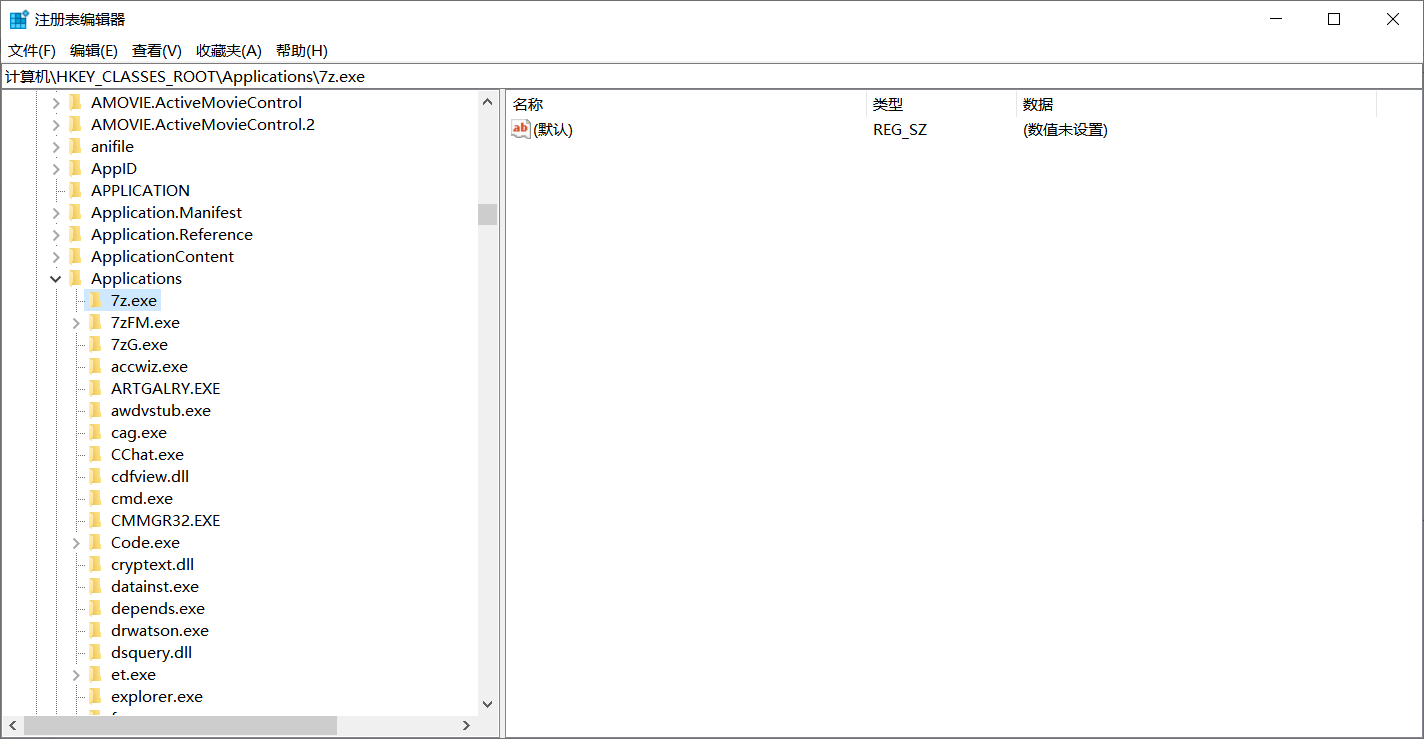 注册表编辑器
文件(F) 编辑(E) 查看(V) 收藏夹(A) 帮助(H)
计算机\HKEY_CLASSES_ROOT\Applications\7z.exe
AMOVIE.ActiveMovieControl
AMOVIE.ActiveMovieControl.2
anifile
AppID
APPLICATION
Application.Manifest
Application.Reference
ApplicationContent
Applications
7z.exe
7zFM.exe
7zG.exe
accwiz.exe
ARTGALRY.EXE
awdvstub.exe
cag.exe
CChat.exe
cdfview.dll
cmd.exe
CMMGR32.EXE
Code.exe
cryptext.dll
datainst.exe
depends.exe
drwatson.exe
dsquery.dll
et.exe
explorer.exe
名称 类型 数据
ab (默认) REG_SZ (数值未设置)